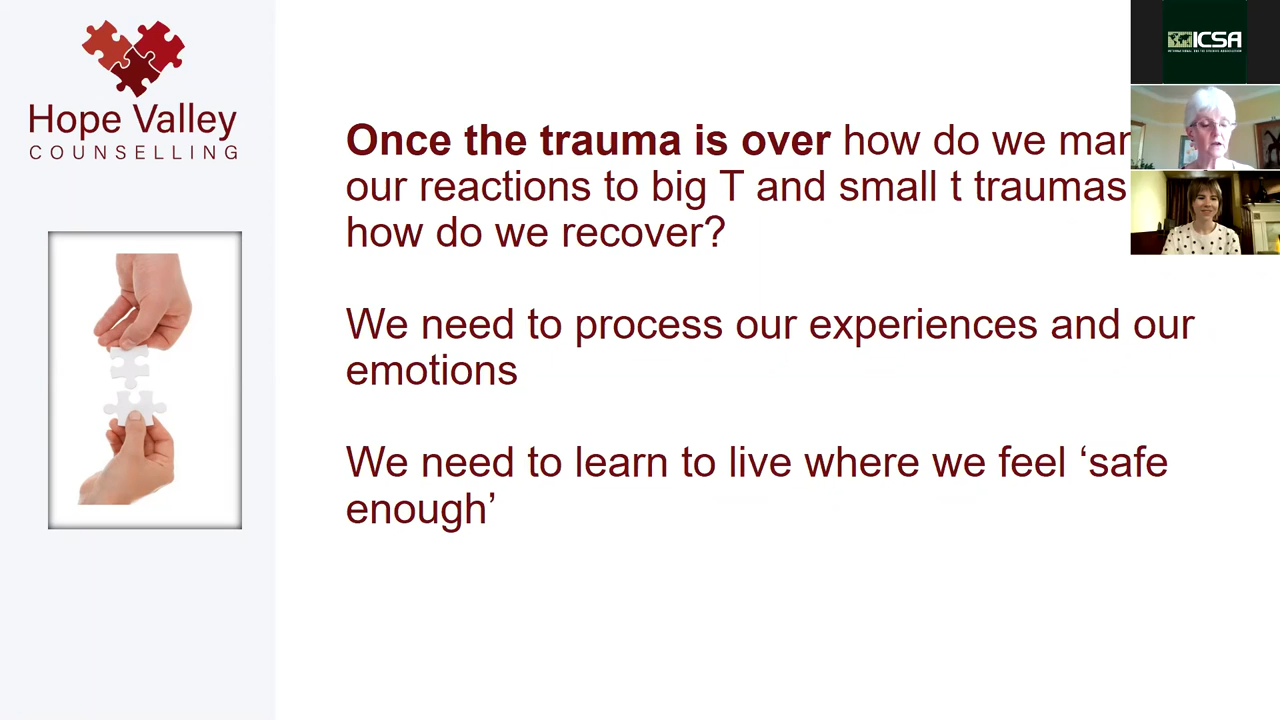 Hope Valley
COUNSELLING
Once the trauma is over how do we
our reactions to big T and small t traumas
how do we recover?
We need to process our experiences and our
emotions
We need to learn to live where we feel ‘safe
enough’
ICSA